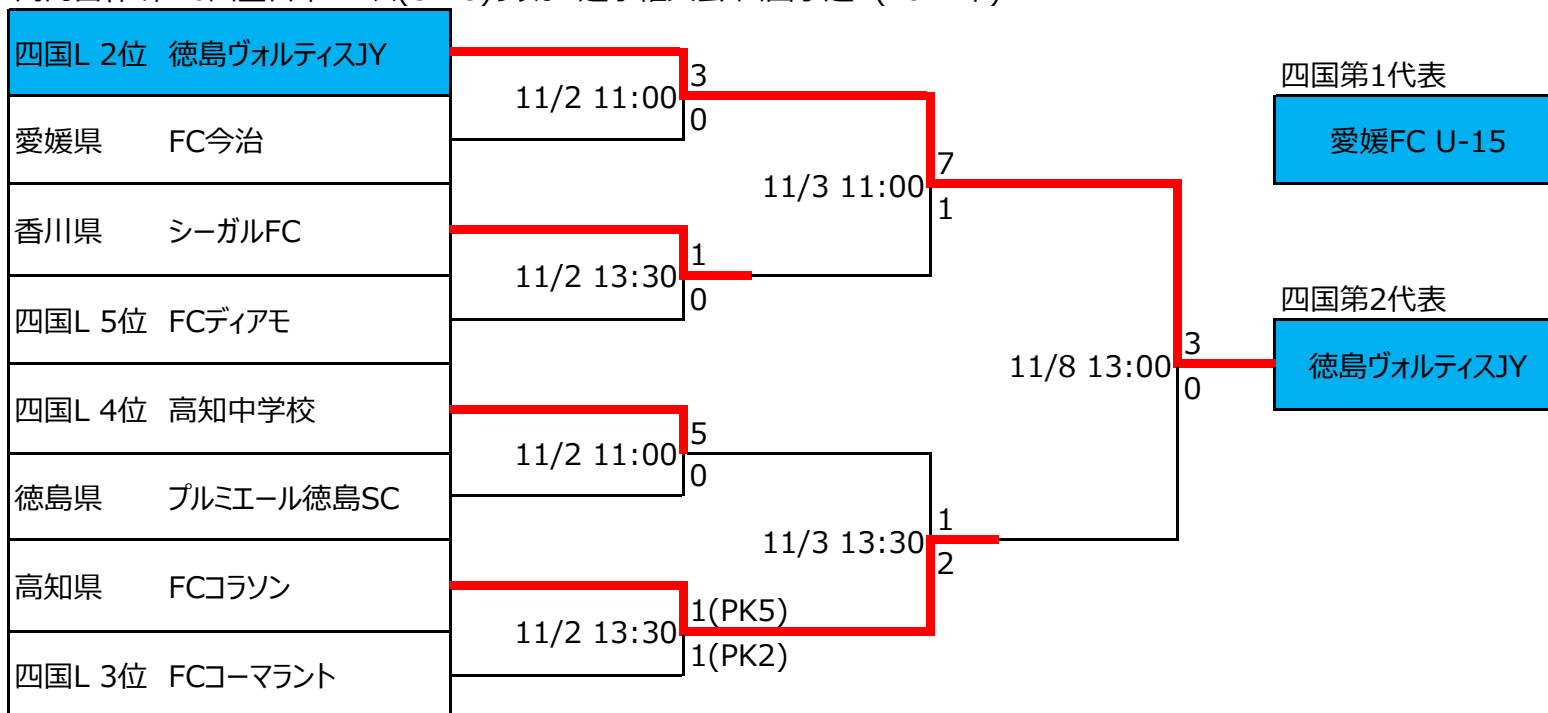 四国L 2位 徳島ヴォルティスJY
愛媛県 FC今治
香川県 シーガルFC
四国L 5位 FCディアモ
四国L 4位 高知中学校
徳島県 プルミエール徳島SC
高知県 FCコラソン
四国L 3位 FCコーマラント
11/2 11:00
3
0
11/2 13:30
1
0
11/2 11:00
5
0
11/2 13:30
1(PK5)
1(PK2)
11/3 11:00
7
1
11/3 13:30
1
2
11/8 13:00
3
0
四国第1代表
愛媛FC U-15
四国第2代表
徳島ヴォルティスJY